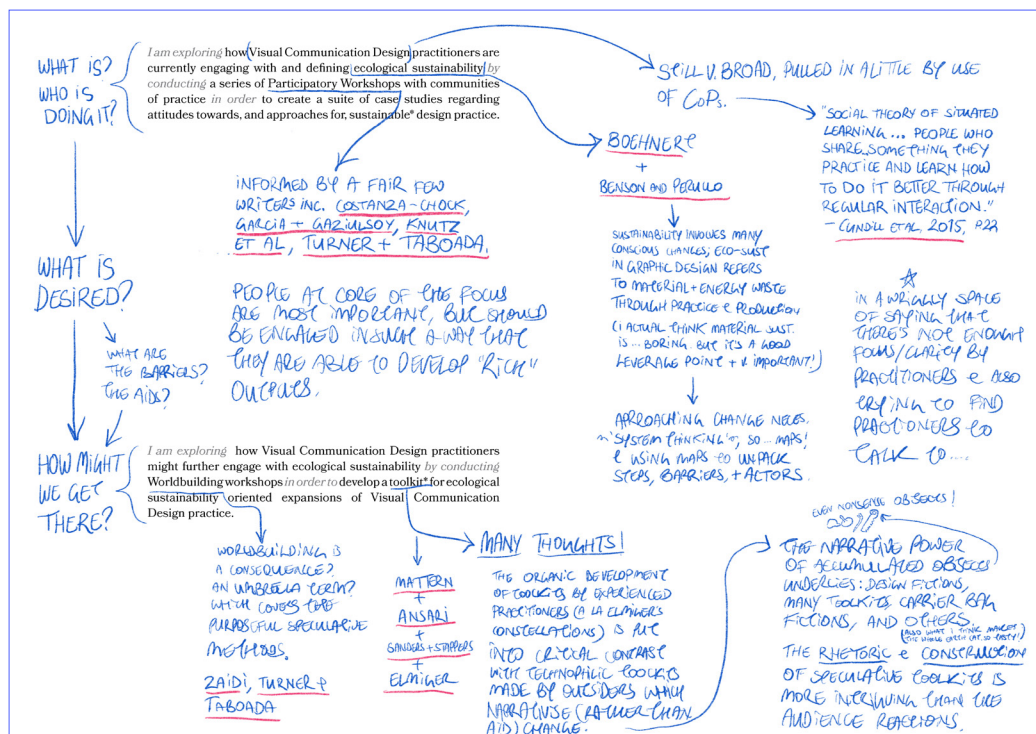 WHAT IS?
WHO IS
DOING IT?
I am exploring how Visual Communication Design practitioners are
currently engaging with and defining ecological sustainability by
conducting a series of Participatory Workshops with communities
of practice in order to create a suite of case studies regarding
attitudes towards, and approaches for, sustainable* design practice.
STILL V. BROAD, PULLED IN A LITTLE BY USE
OF COPs.
"SOCIAL THEORY OF SITUATED
LEARNING... PEOPLE WHO
SHARE SOMETHING THEY
PRACTICE AND LEARN HOW
TO DO IT BETTER THROUGH
REGULAR INTERACTION."
- CUNDILL ET AL, 2015, P22
BOEHNERT
+
BENSON AND PERULLO
INFORMED BY A FAIR FEW
WRITERS INC. COSTANZA-CHOCK,
GARCIA + GAZIULSOY, KNUTZ
ET AL, TURNER + TABOADA.
SUSTAINABILITY INVOLVES MANY
CONSCIOUS CHANGES; ECO-SUST
IN GRAPHIC DESIGN REFERS
TO MATERIAL + ENERGY WASTE
THROUGH PRACTICE & PRODUCTION
(I ACTUAL THINK MATERIAL SUST.
IS... BORING. BUT IT'S A GOOD
LEVERAGE POINT + V. IMPORTANT!)
WHAT IS
DESIRED?
PEOPLE AT CORE OF THE FOCUS
ARE MOST IMPORTANT, BUT SHOULD
BE ENGAGED IN SUCH A WAY THAT
THEY ARE ABLE TO DEVELOP "RICH"
OUTPUTS.
IN A WRIGGLY SPACE
OF SAYING THAT
THERE'S NOT ENOUGH
FOCUS/CLARITY BY
PRACTITIONERS & ALSO
TRYING TO FIND
PRACTIONERS TO
TALK TO....
WHAT ARE
THE BARRIERS?
THE AIDS?
APPROACHING CHANGE NECES.
"SYSTEM THINKING", SO... MAPS!
& USING MAPS TO UNPACK
STEPS, BARRIERS, + ACTORS.
HOW MIGHT
WE GET
THERE?
I am exploring how Visual Communication Design practitioners
might further engage with ecological sustainability by conducting
Worldbuilding workshops in order to develop a toolkit* for ecological
sustainability oriented expansions of Visual Communication
Design practice.
WORLDBUILDING IS
A CONSEQUENCE?
AN UMBRELLA TERM?
WHICH COVERS THE
PURPOSEFUL SPECULATIVE
METHODS.
ZAIDI, TURNER +
TABOADA
MATTERN
+
ANSARI
+
SANDERS + STAPPERS
+
ELMIGER
MANY THOUGHTS!
THE ORGANIC DEVELOPMENT
OF TOOLKITS BY EXPERIENCED
PRACTITIONERS (A LA ELMIGER'S
CONSTELLATIONS) IS PUT
INTO CRITICAL CONTRAST
WITH TECHNOPHILIC TOOLKITS
MADE BY OUTSIDERS WHICH
NARRATIVISE (RATHER THAN
AID) CHANGE.
EVEN NONSENSE OBJECTS!
THE NARRATIVE POWER
OF ACCUMULATED OBJECTS
UNDERLIES: DESIGN FICTIONS,
MANY TOOLKITS, CARRIER BAG
FICTIONS, AND OTHERS.
(ALSO WHAT I THINK MAKES
THE WHOLE EARTH CAT. SO TASTY!)
THE RHETORIC & CONSTRUCTION
OF SPECULATIVE TOOLKITS IS
MORE INTRIGUING THAN THE
AUDIENCE REACTIONS.